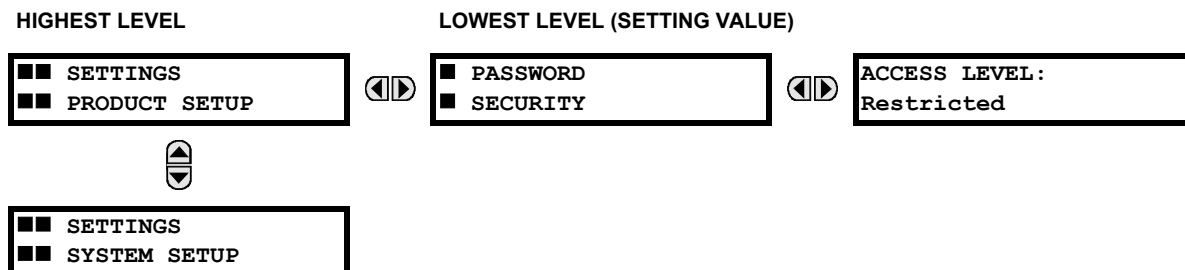 HIGHEST LEVEL
LOWEST LEVEL (SETTING VALUE)
■■ SETTINGS
■■ PRODUCT SETUP
■ PASSWORD
■ SECURITY
ACCESS LEVEL:
Restricted
■■ SETTINGS
■■ SYSTEM SETUP